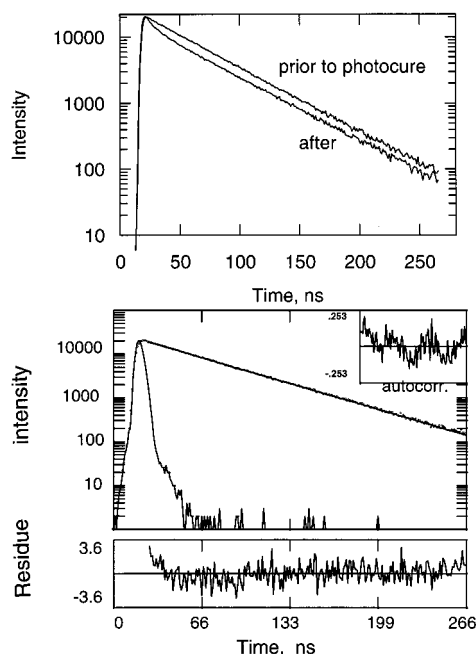 10000
1000
100
10
Intensity
prior to photocure
after
0 50 100 150 200 250
Time, ns
10000
1000
100
10
intensity
.253
-.253
autocorr.
Residue
3.6
-3.6
0 66 133 199 266
Time, ns